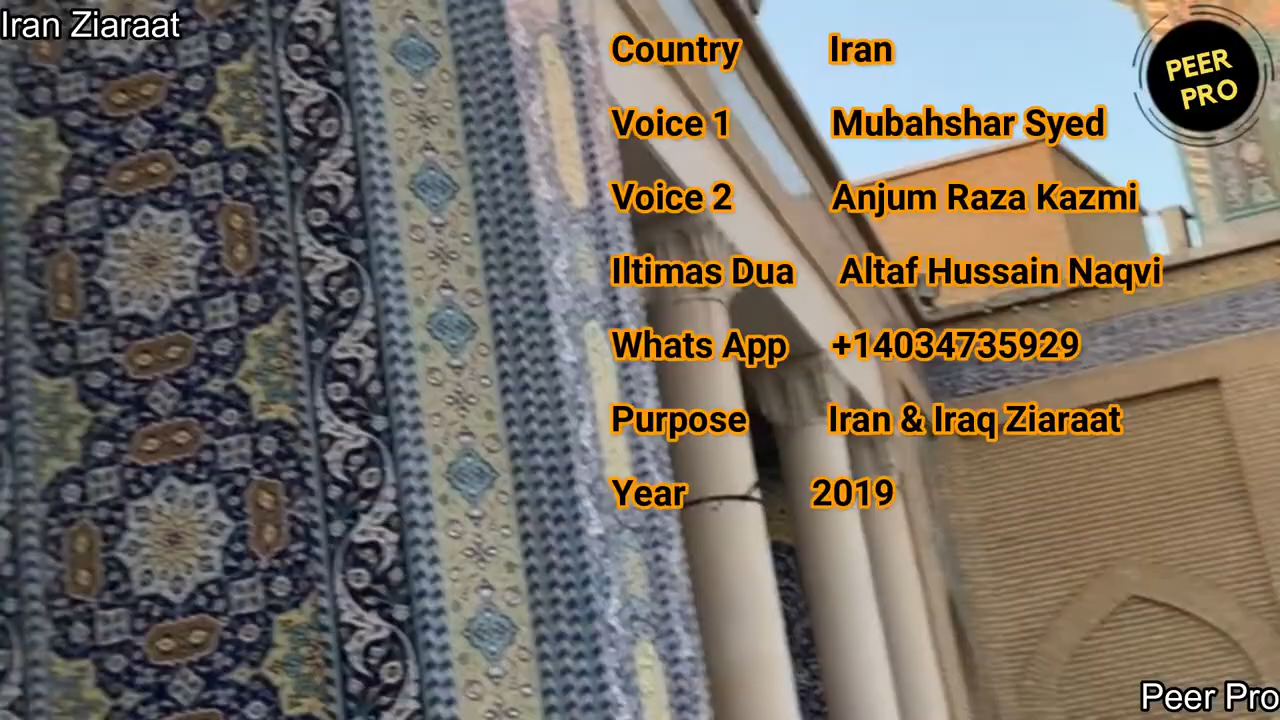 Iran Ziaraat
PEER
PRO
Country Iran
Voice 1 Mubahshar Syed
Voice 2 Anjum Raza Kazmi
Iltimas Dua Altaf Hussain Naqvi
Whats App +14034735929
Purpose Iran & Iraq Ziaraat
Year 2019
Peer Pro